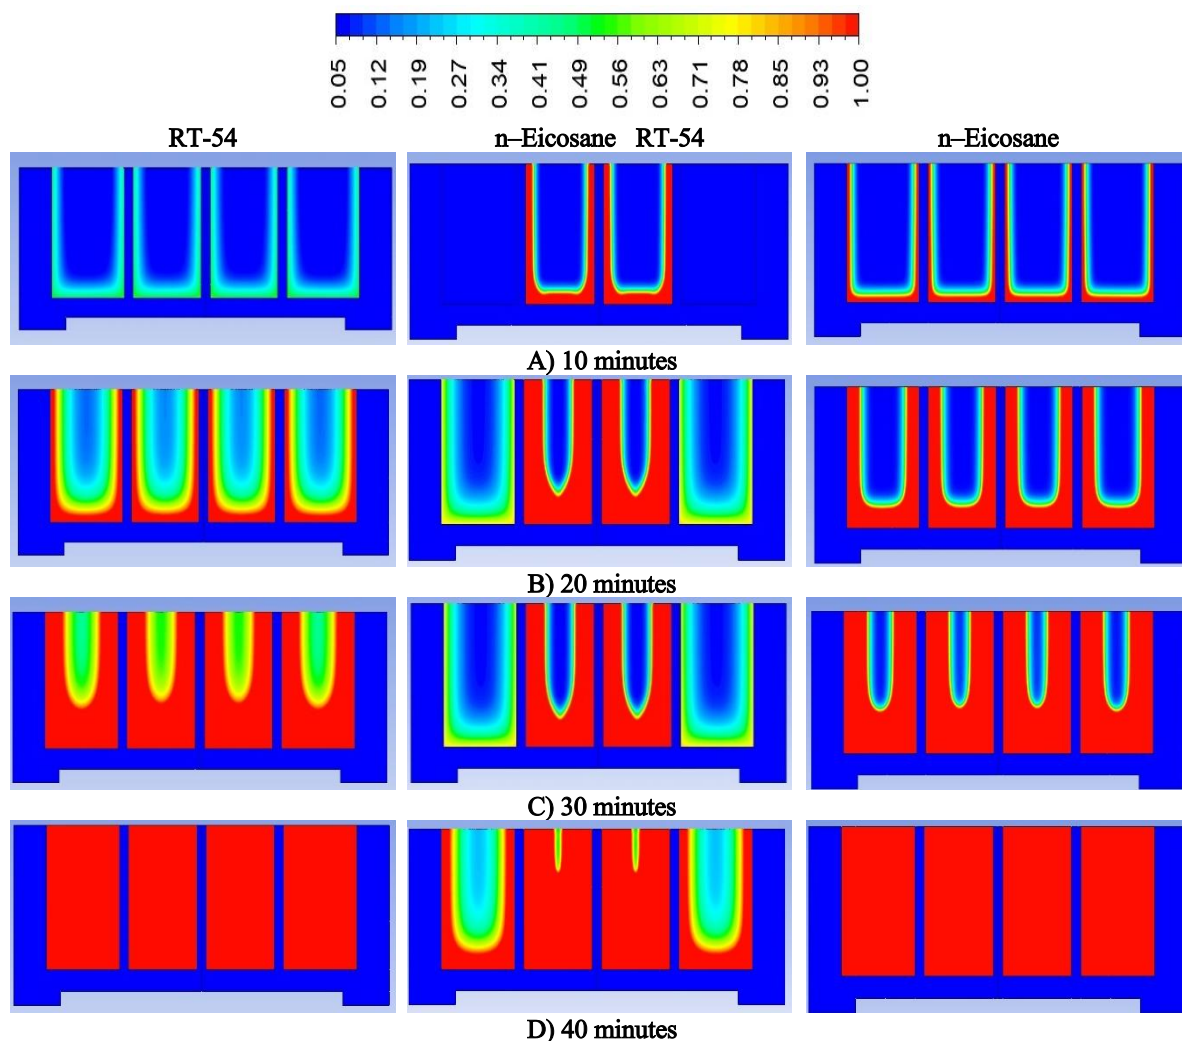 0.05 0.12 0.19 0.27 0.34 0.41 0.49 0.56 0.63 0.71 0.78 0.85 0.93 1.00
RT-54 n–Eicosane RT-54 n–Eicosane
A) 10 minutes
B) 20 minutes
C) 30 minutes
D) 40 minutes